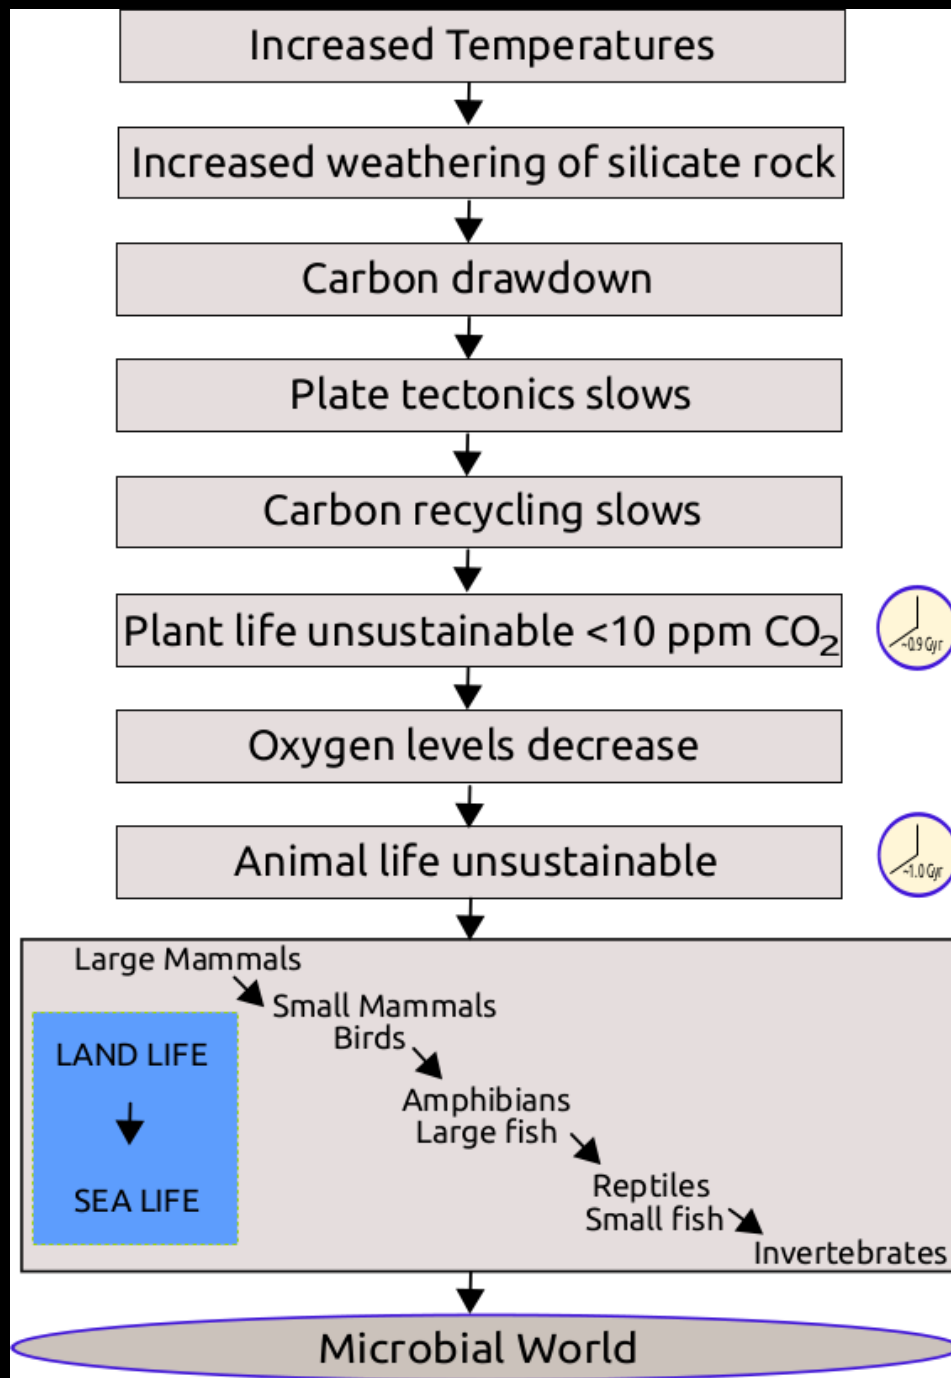 Increased Temperatures
Increased weathering of silicate rock
Carbon drawdown
Plate tectonics slows
Carbon recycling slows
Plant life unsustainable <10 ppm CO₂
~0.9 Gyr
Oxygen levels decrease
Animal life unsustainable
~1.0 Gyr
Large Mammals
Small Mammals
Birds
Amphibians
Large fish
Reptiles
Small fish
Invertebrates
LAND LIFE
SEA LIFE
Microbial World